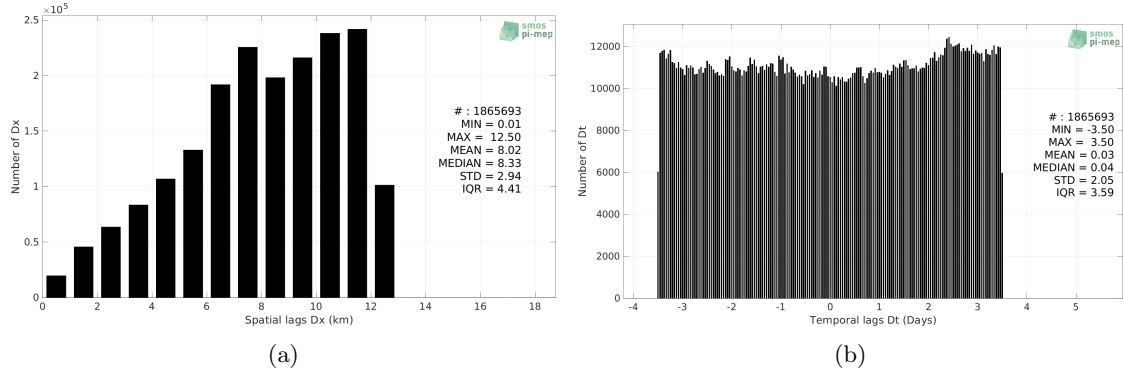 ×10⁵
2.5
2
1.5
1
0.5
0
0 2 4 6 8 10 12 14 16 18
Number of Dx
Spatial lags Dx (km)
smos
pi-mep
# : 1865693
MIN = 0.01
MAX = 12.50
MEAN = 8.02
MEDIAN = 8.33
STD = 2.94
IQR = 4.41
(a)
12000
10000
8000
6000
4000
2000
0
-4 -3 -2 -1 0 1 2 3 4 5
Number of Dt
Temporal lags Dt (Days)
smos
pi-mep
# : 1865693
MIN = -3.50
MAX = 3.50
MEAN = 0.03
MEDIAN = 0.04
STD = 2.05
IQR = 3.59
(b)